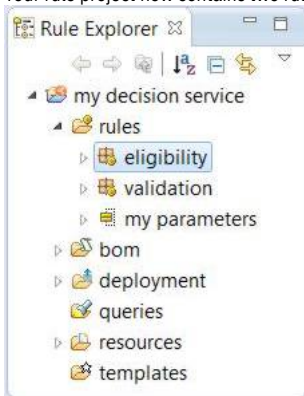 Your rule project now contains two ru
Rule Explorer
my decision service
rules
eligibility
validation
my parameters
bom
deployment
queries
resources
templates